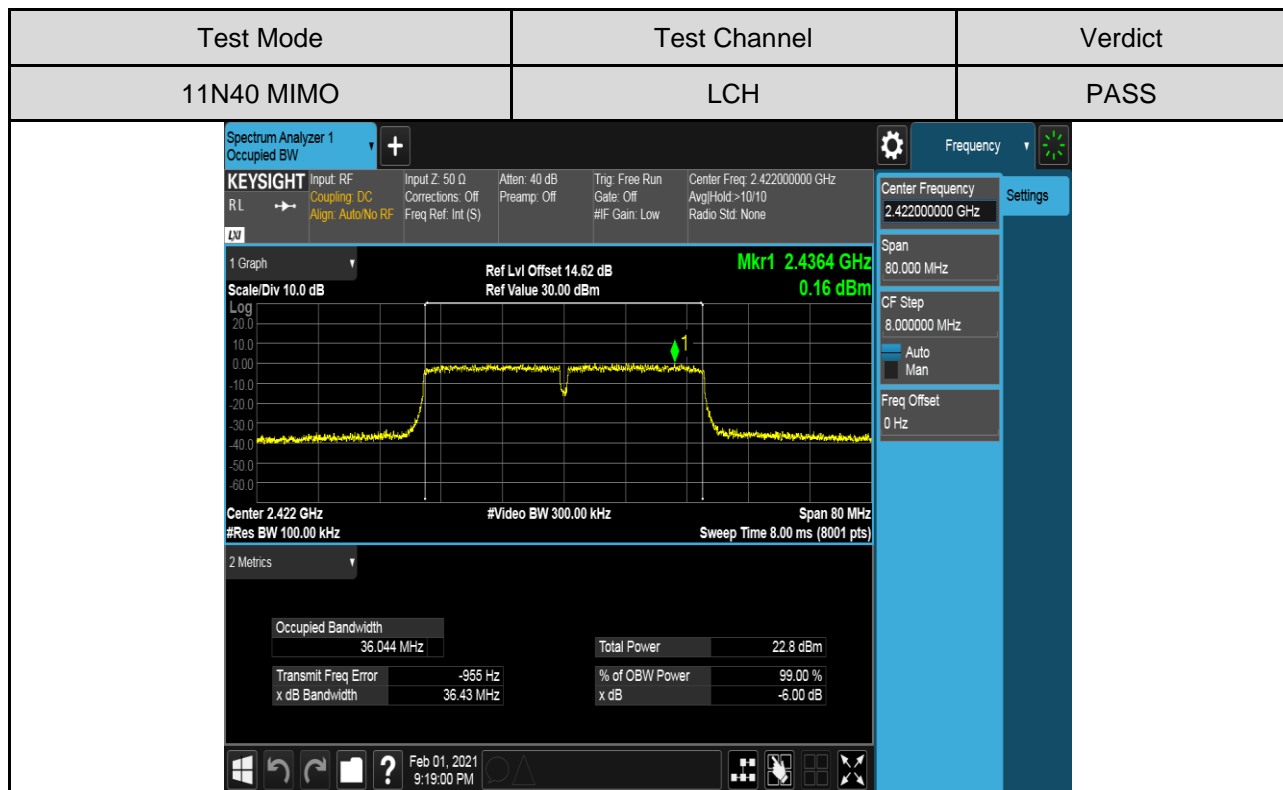 Test Mode Test Channel Verdict
11N40 MIMO LCH PASS
Spectrum Analyzer 1
Occupied BW
+
Frequency
KEYSIGHT Input: RF Input Z: 50 Ω Atten: 40 dB Trig: Free Run Center Freq: 2.422000000 GHz
RL Coupling: DC Corrections: Off Preamp: Off Gate: Off Avg|Hold:>10/10
Align: Auto/No RF Freq Ref: Int (S) #IF Gain: Low Radio Std: None
LXI
Center Frequency
2.422000000 GHz
Settings
Span
80.000 MHz
CF Step
8.000000 MHz
Auto
Man
Freq Offset
0 Hz
1 Graph Ref Lvl Offset 14.62 dB Mkr1 2.4364 GHz
Scale/Div 10.0 dB Ref Value 30.00 dBm 0.16 dBm
Log
20.0
10.0
0.00
-10.0
-20.0
-30.0
-40.0
-50.0
-60.0
1
Center 2.422 GHz #Video BW 300.00 kHz Span 80 MHz
#Res BW 100.00 kHz Sweep Time 8.00 ms (8001 pts)
2 Metrics
Occupied Bandwidth
36.044 MHz Total Power 22.8 dBm
Transmit Freq Error -955 Hz % of OBW Power 99.00 %
x dB Bandwidth 36.43 MHz x dB -6.00 dB
? Feb 01, 2021
9:19:00 PM